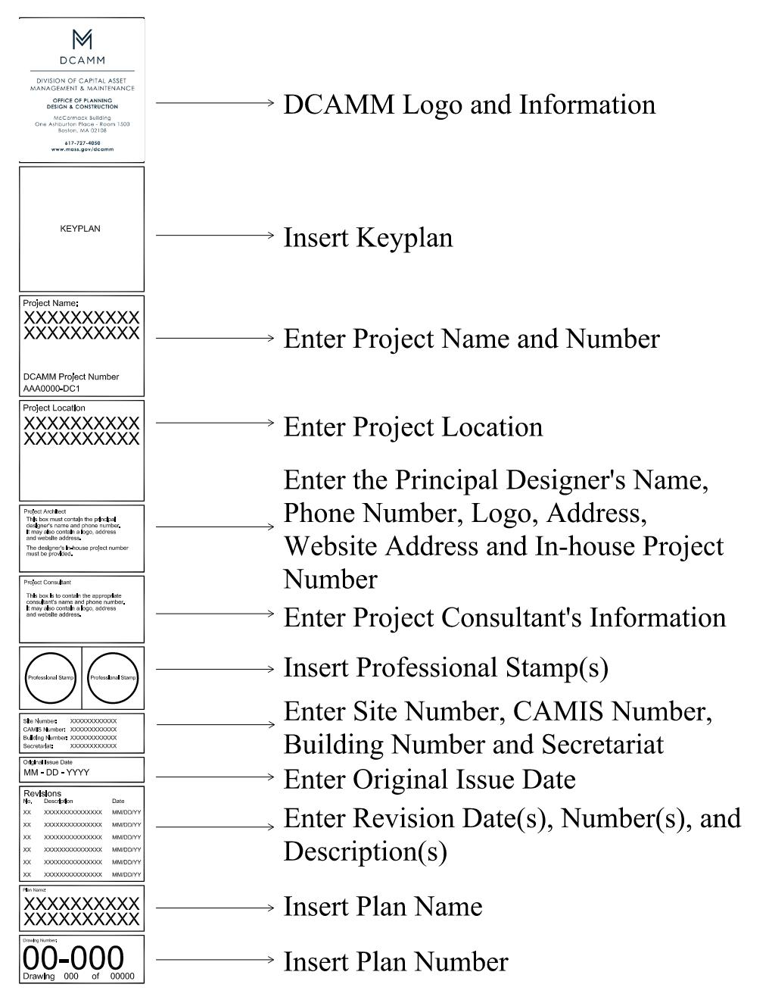 DCAMM
DIVISION OF CAPITAL ASSET
MANAGEMENT & MAINTENANCE
OFFICE OF PLANNING
DESIGN & CONSTRUCTION
McCormack Building
One Ashburton Place - Room 1500
Boston, MA 02108
617-727-4050
www.mass.gov/dcamm
DCAMM Logo and Information
KEYPLAN
Insert Keyplan
Project Name:
XXXXXXXXXX
XXXXXXXXXX
DCAMM Project Number
AAA0000-DC1
Enter Project Name and Number
Project Location
XXXXXXXXXX
XXXXXXXXXX
Enter Project Location
Project Architect
This box must contain the principal
designer's name and phone number.
It may also contain a logo, address
and website address.
The designer's in-house project number
must be provided.
Enter the Principal Designer's Name,
Phone Number, Logo, Address,
Website Address and In-house Project
Number
Project Consultant
This box is to contain the appropriate
consultant's name and phone number.
It may also contain a logo, address
and website address.
Enter Project Consultant's Information
Professional Stamp
Professional Stamp
Insert Professional Stamp(s)
Site Number: XXXXXXXXXXXX
CAMIS Number: XXXXXXXXXXXX
Building Number: XXXXXXXXXXXX
Secretariat: XXXXXXXXXXXX
Enter Site Number, CAMIS Number,
Building Number and Secretariat
Original Issue Date
MM - DD - YYYY
Enter Original Issue Date
Revisions
No. Description Date
XX XXXXXXXXXXXXXXX MM/DD/YY
XX XXXXXXXXXXXXXXX MM/DD/YY
XX XXXXXXXXXXXXXXX MM/DD/YY
XX XXXXXXXXXXXXXXX MM/DD/YY
XX XXXXXXXXXXXXXXX MM/DD/YY
XX XXXXXXXXXXXXXXX MM/DD/YY
Enter Revision Date(s), Number(s), and
Description(s)
Plan Name:
XXXXXXXXXX
XXXXXXXXXX
Insert Plan Name
Drawing Number:
00-000
Drawing 000 of 00000
Insert Plan Number